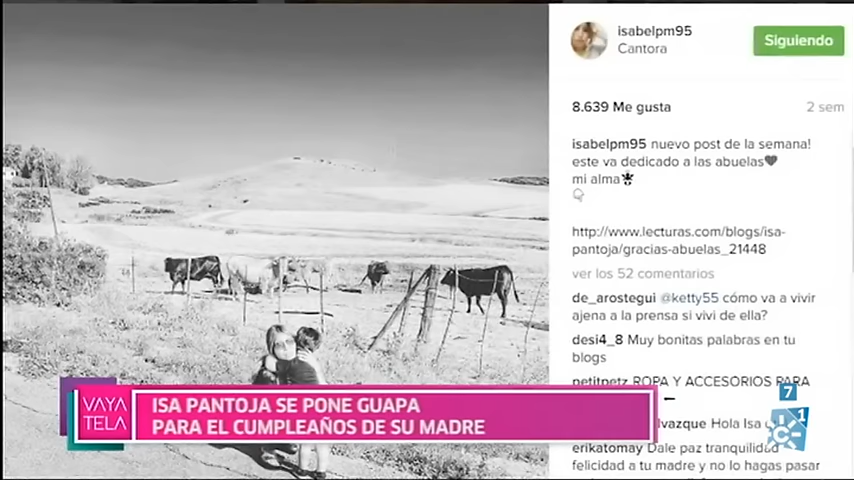 isabelpm95
Cantora
Siguiendo
8.639 Me gusta
2 sem
isabelpm95 nuevo post de la semana!
este va dedicado a las abuelas
mi alma
http://www.lecturas.com/blogs/isa-
pantoja/gracias-abuelas_21448
ver los 52 comentarios
de_arostegui @ketty55 cómo va a vivir
ajena a la prensa si vivi de ella?
desi4_8 Muy bonitas palabras en tu
blogs
petitpetz ROPA Y ACCESORIOS PARA
lvazque Hola Isa
erikatomay Dale paz tranquilidad
felicidad a tu madre y no lo hagas pasar
VAYA
TELA
ISA PANTOJA SE PONE GUAPA
PARA EL CUMPLEAÑOS DE SU MADRE
7
1